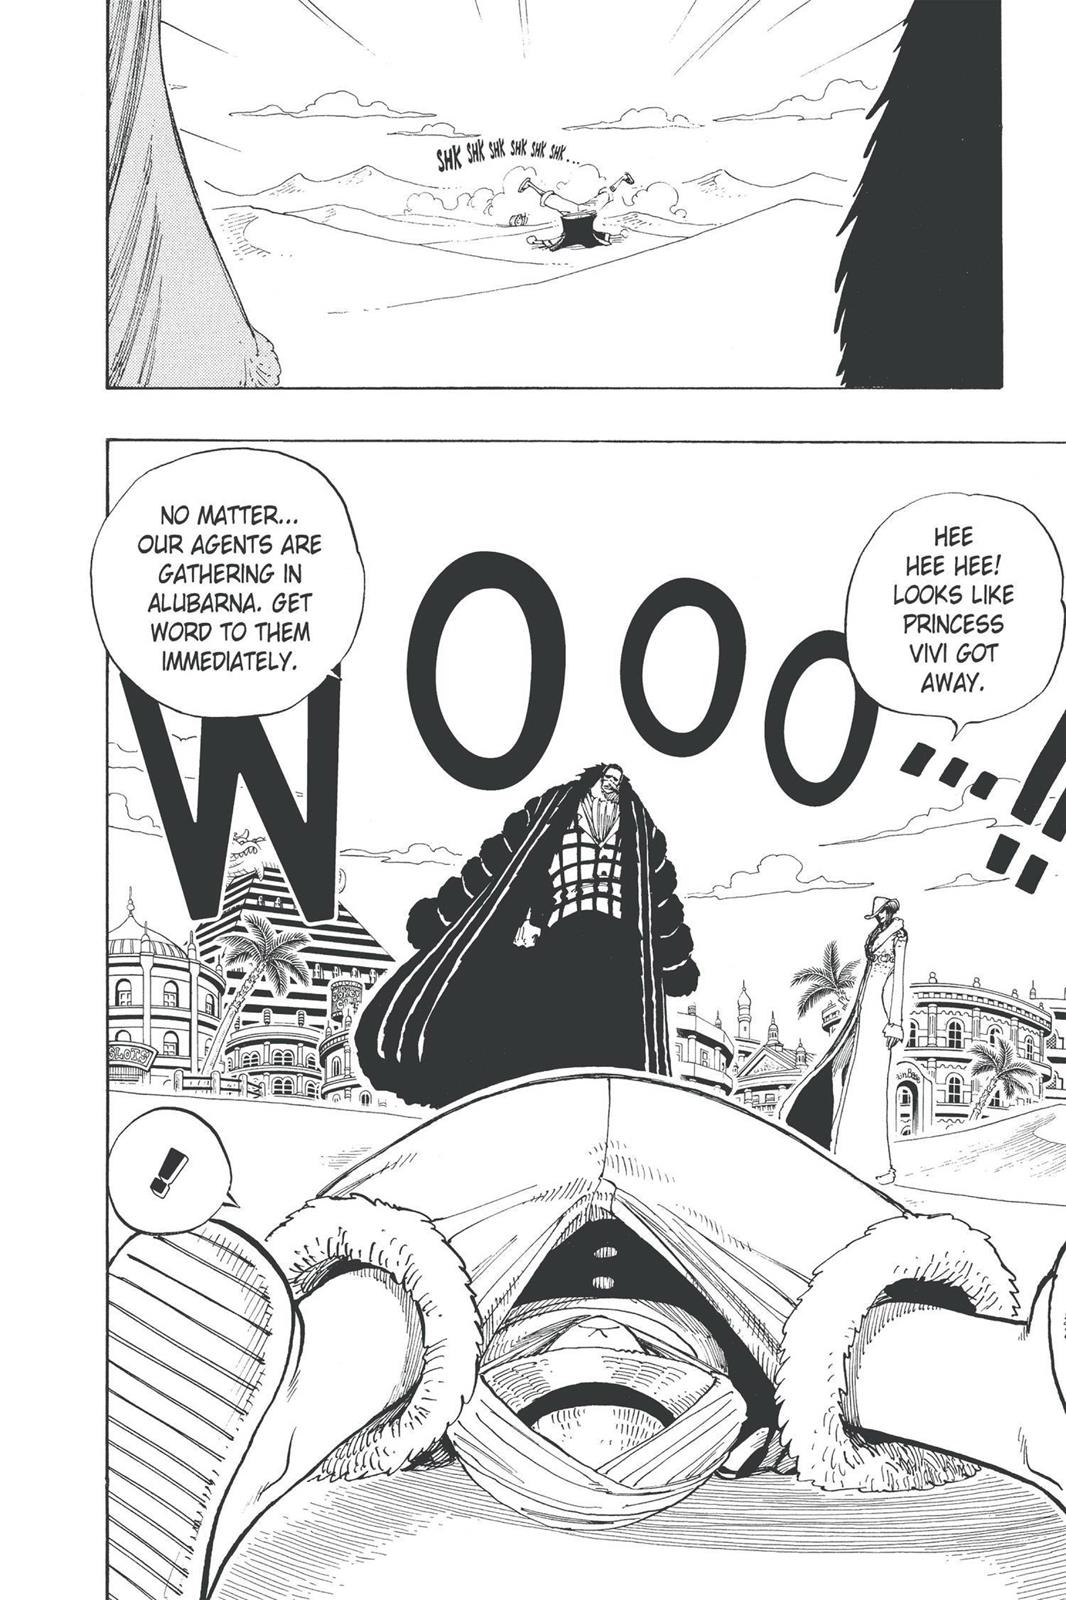 SHK SHK SHK SHK SHK SHK...
HEE
HEE HEE!
LOOKS LIKE
PRINCESS
VIVI GOT
AWAY.
NO MATTER...
OUR AGENTS ARE
GATHERING IN
ALUBARNA. GET
WORD TO THEM
IMMEDIATELY.
WOOO...!!
SLOTS
!